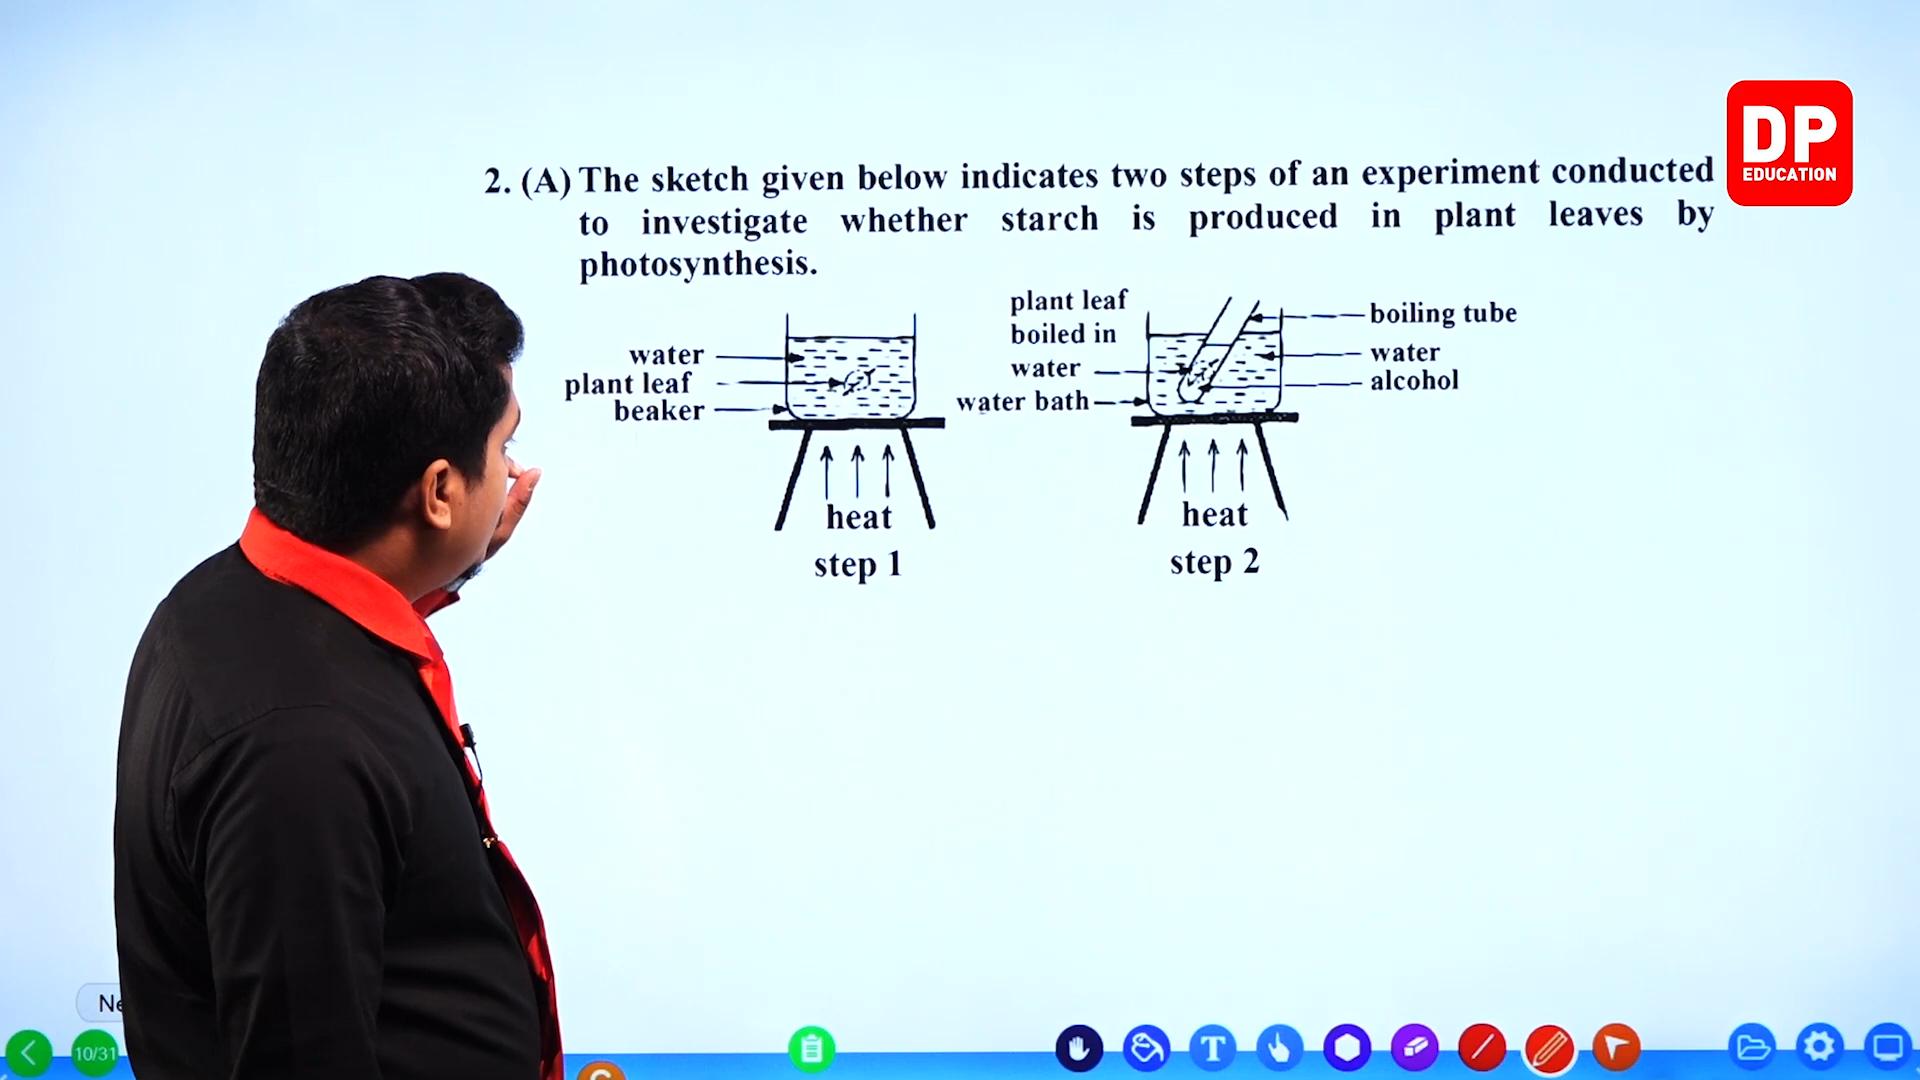 DP
EDUCATION
2. (A) The sketch given below indicates two steps of an experiment conducted
to investigate whether starch is produced in plant leaves by
photosynthesis.
water
plant leaf
beaker
heat
step 1
plant leaf
boiled in
water
water bath
boiling tube
water
alcohol
heat
step 2
10/31
T